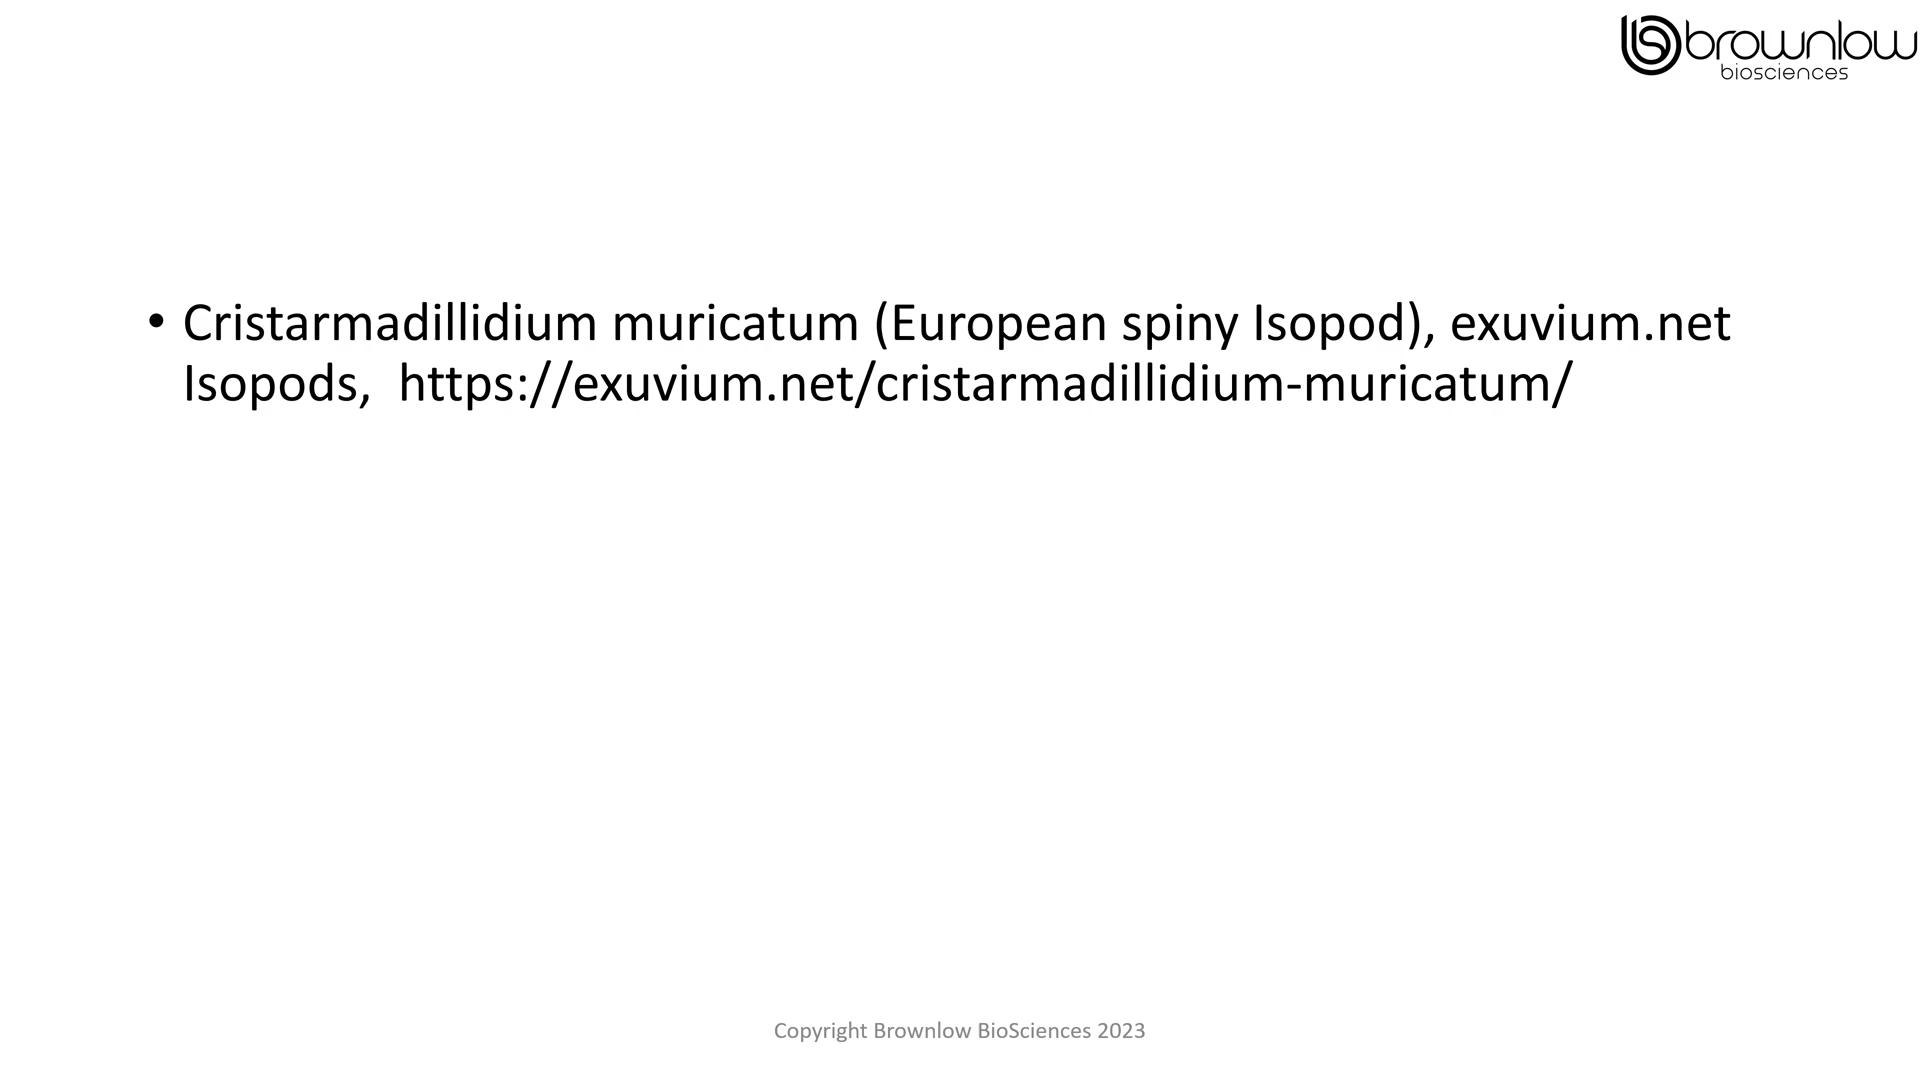 brownlow
biosciences
• Cristarmadillidium muricatum (European spiny Isopod), exuvium.net
Isopods,  https://exuvium.net/cristarmadillidium-muricatum/
Copyright Brownlow BioSciences 2023